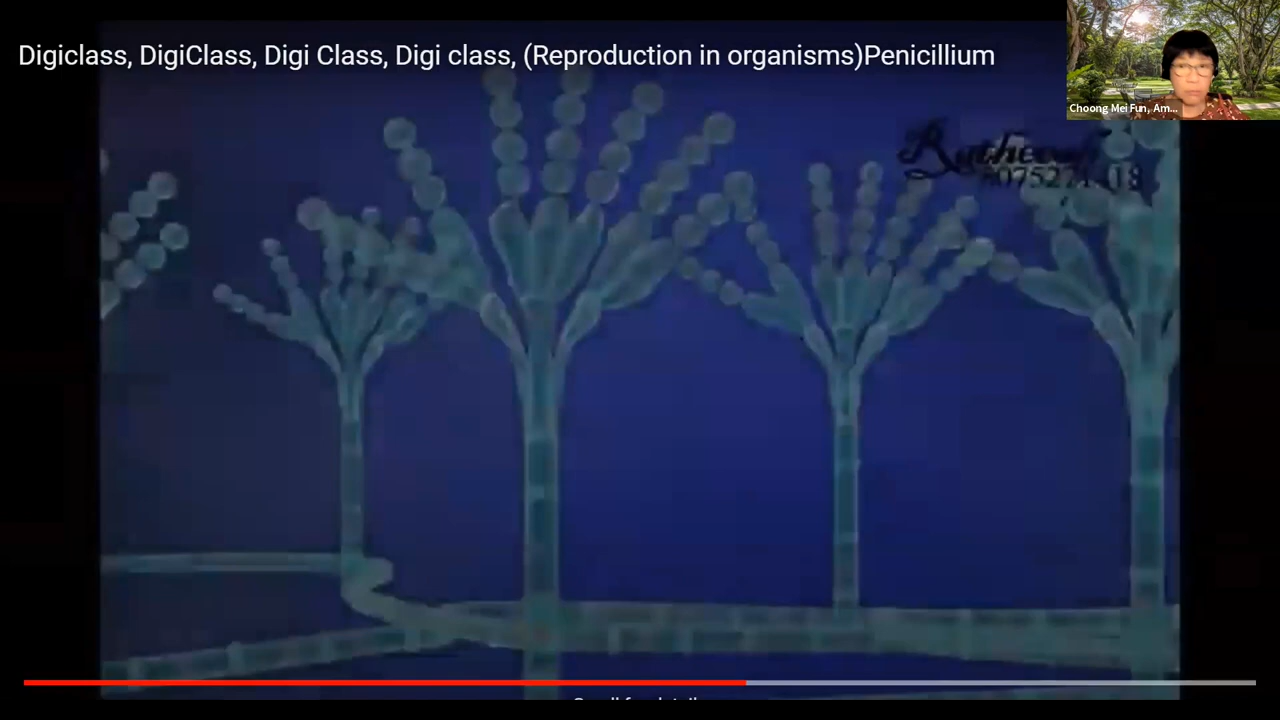 Digiclass, DigiClass, Digi Class, Digi class, (Reproduction in organisms)Penicillium
Choong Mei Fun, Am...